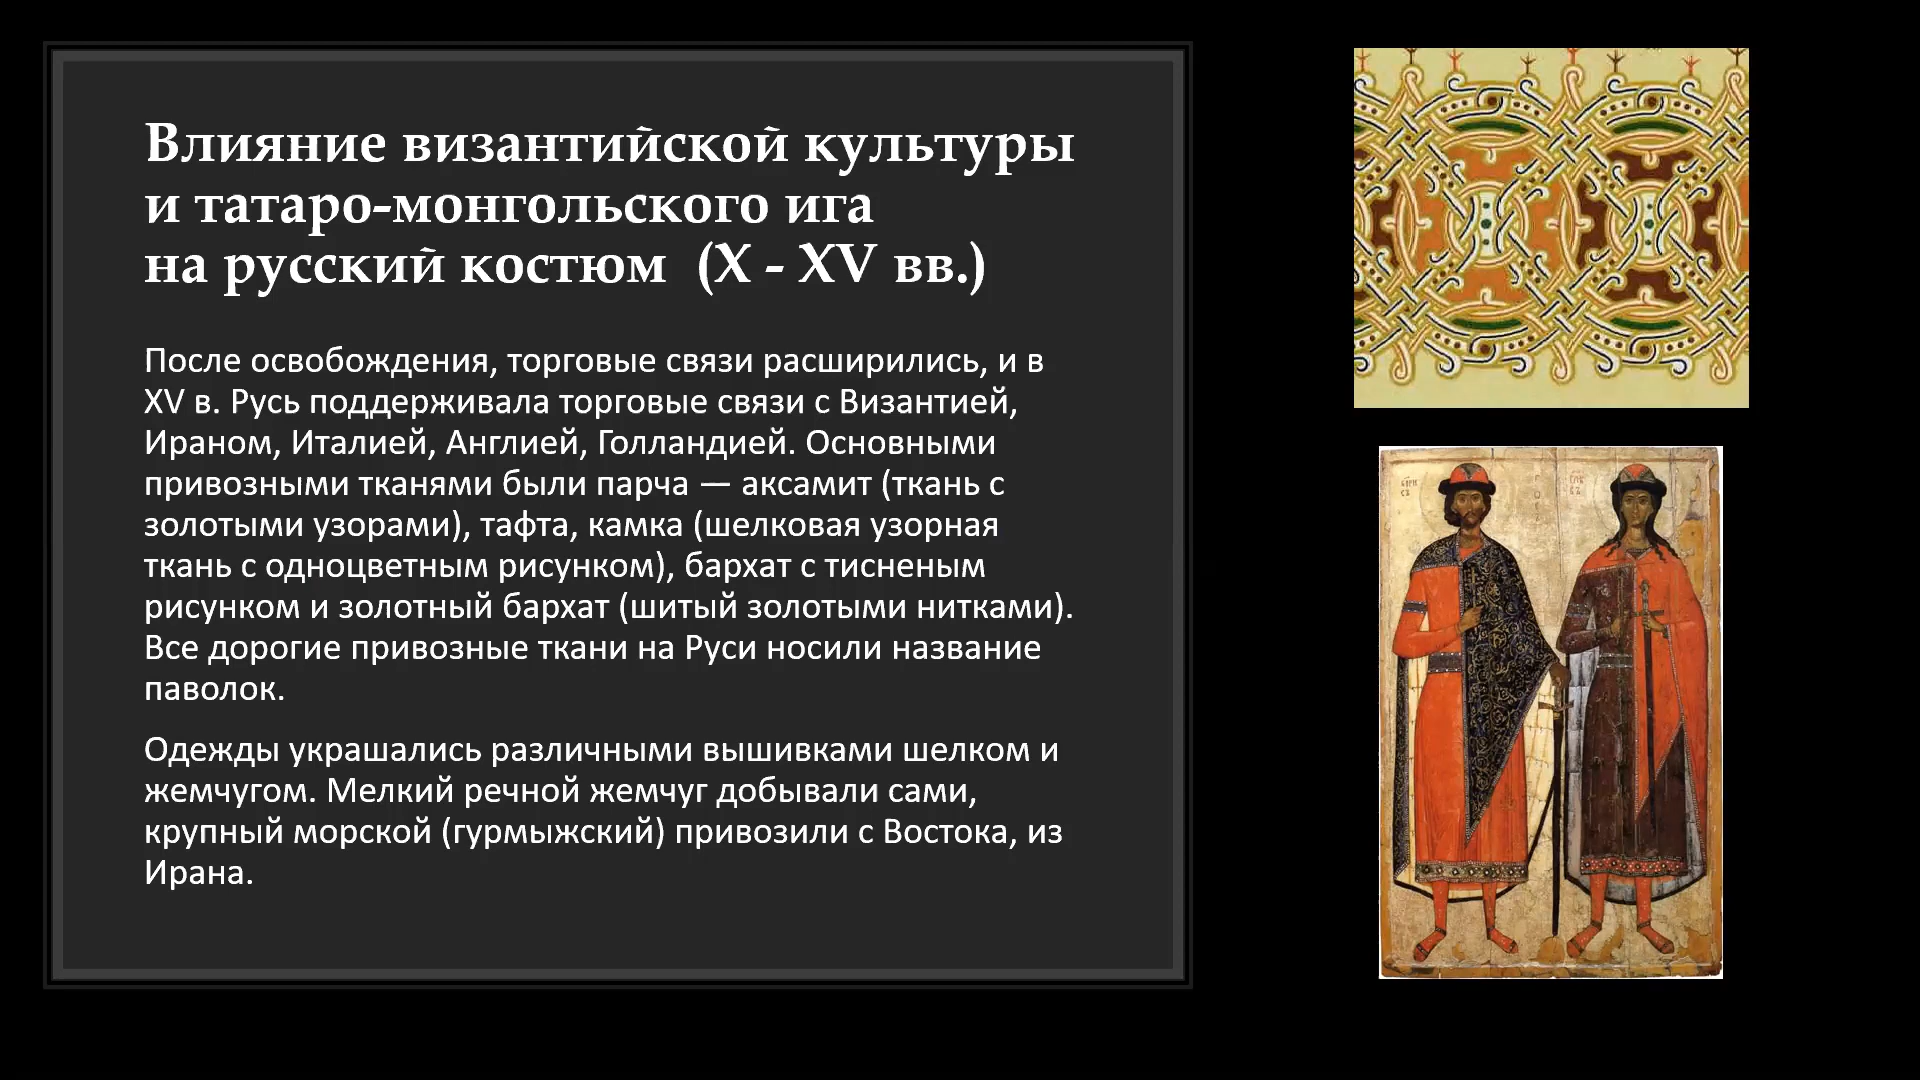 Влияние византийской культуры
и татаро-монгольского ига
на русский костюм (X - XV вв.)
После освобождения, торговые связи расширились, и в
XV в. Русь поддерживала торговые связи с Византией,
Ираном, Италией, Англией, Голландией. Основными
привозными тканями были парча — аксамит (ткань с
золотыми узорами), тафта, камка (шелковая узорная
ткань с одноцветным рисунком), бархат с тисненым
рисунком и золотный бархат (шитый золотыми нитками).
Все дорогие привозные ткани на Руси носили название
паволок.
Одежды украшались различными вышивками шелком и
жемчугом. Мелкий речной жемчуг добывали сами,
крупный морской (гурмыжский) привозили с Востока, из
Ирана.